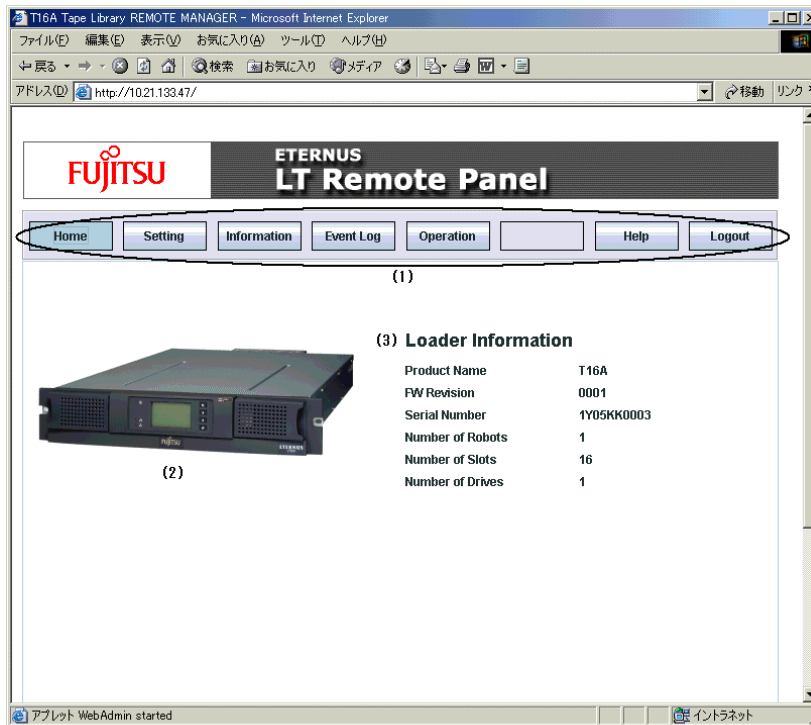 T16A Tape Library REMOTE MANAGER - Microsoft Internet Explorer
ファイル(F) 編集(E) 表示(V) お気に入り(A) ツール(T) ヘルプ(H)
戻る 検索 お気に入り メディア
アドレス(D) http://10.21.133.47/ 移動 リンク
FUJITSU
ETERNUS
LT Remote Panel
Home Setting Information Event Log Operation Help Logout
(1)
(3) Loader Information
Product Name T16A
FW Revision 0001
Serial Number 1Y05KK0003
Number of Robots 1
Number of Slots 16
Number of Drives 1
FUJITSU
ETERNUS
(2)
アプレット WebAdmin started イントラネット